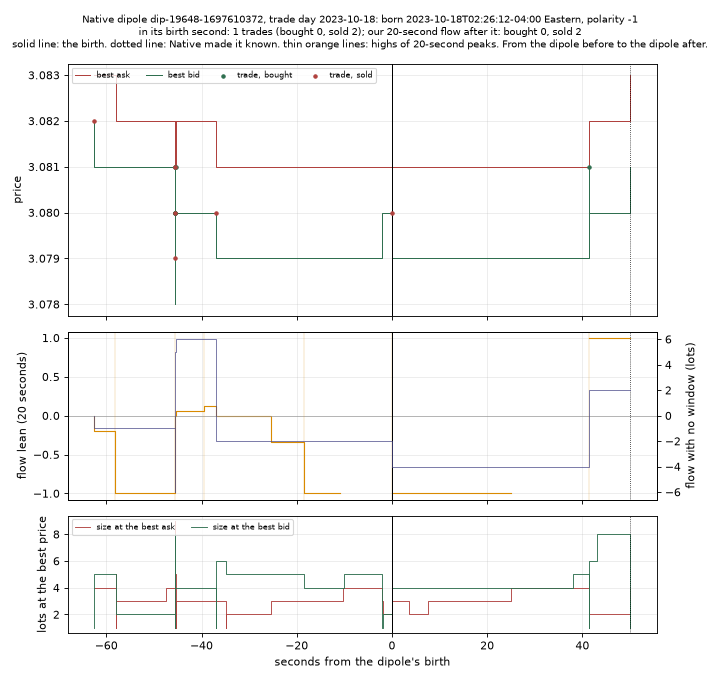 Native dipole dip-19648-1697610372, trade day 2023-10-18: born 2023-10-18T02:26:12-04:00 Eastern, polarity -1
in its birth second: 1 trades (bought 0, sold 2); our 20-second flow after it: bought 0, sold 2
solid line: the birth. dotted line: Native made it known. thin orange lines: highs of 20-second peaks. From the dipole before to the dipole after.
best ask best bid trade, bought trade, sold
3.083
3.082
3.081
3.080
3.079
3.078
price
1.0
0.5
0.0
−0.5
−1.0
flow lean (20 seconds)
6
4
2
0
−2
−4
−6
flow with no window (lots)
size at the best ask size at the best bid
8
6
4
2
lots at the best price
−60 −40 −20 0 20 40
seconds from the dipole's birth